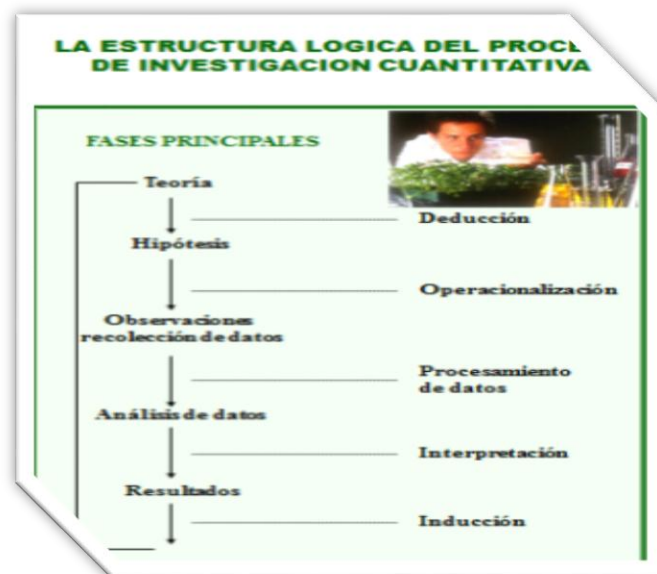 LA ESTRUCTURA LOGICA DEL
DE INVESTIGACION CUANTITATIVA
FASES PRINCIPALES
Teoría
Deducción
Hipótesis
Operacionalización
Observaciones
recolección de datos
Procesamiento
de datos
Análisis de datos
Interpretación
Resultados
Inducción